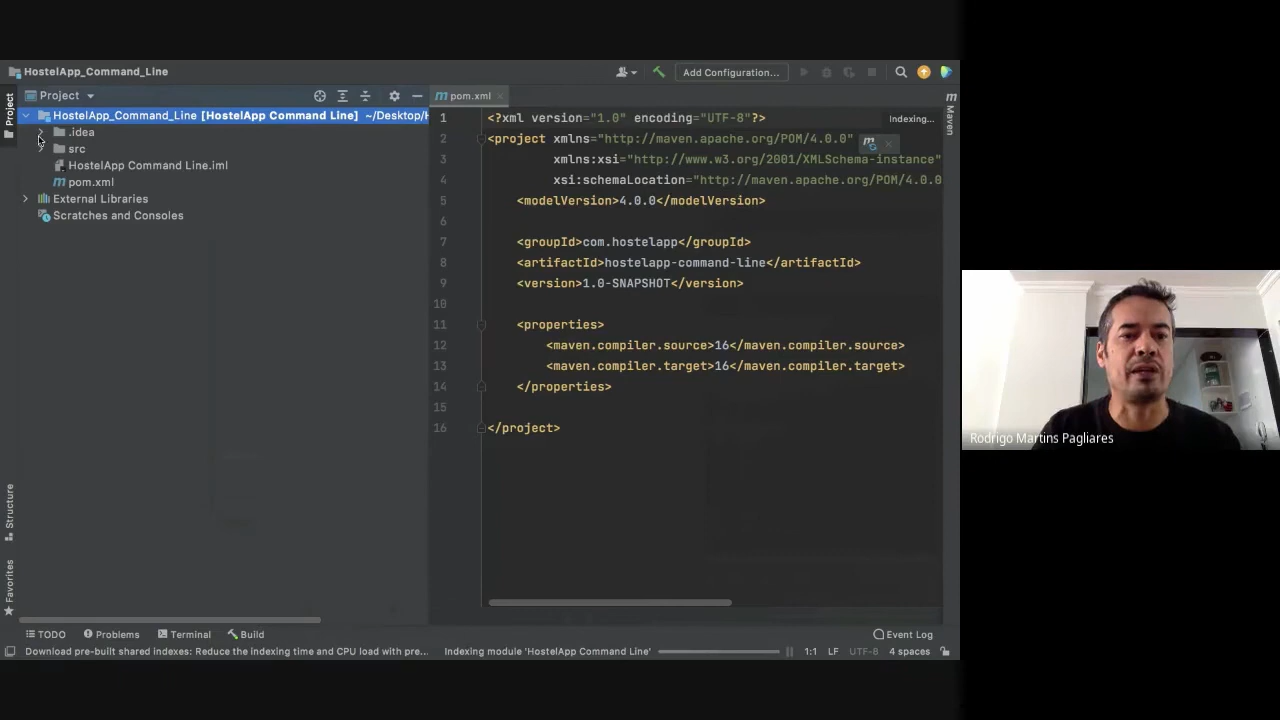 HostelApp_Command_Line
Add Configuration...
Project
Project
pom.xml
HostelApp_Command_Line [HostelApp Command Line] ~/Desktop/H
.idea
src
HostelApp Command Line.iml
pom.xml
External Libraries
Scratches and Consoles
Indexing...
Maven
1 <?xml version="1.0" encoding="UTF-8"?>
2 <project xmlns="http://maven.apache.org/POM/4.0.0"
3 xmlns:xsi="http://www.w3.org/2001/XMLSchema-instance"
4 xsi:schemaLocation="http://maven.apache.org/POM/4.0.0
5 <modelVersion>4.0.0</modelVersion>
6
7 <groupId>com.hostelapp</groupId>
8 <artifactId>hostelapp-command-line</artifactId>
9 <version>1.0-SNAPSHOT</version>
10
11 <properties>
12 <maven.compiler.source>16</maven.compiler.source>
13 <maven.compiler.target>16</maven.compiler.target>
14 </properties>
15
16 </project>
Rodrigo Martins Pagliares
Structure
Favorites
TODO Problems Terminal Build Event Log
Download pre-built shared indexes: Reduce the indexing time and CPU load with pre... Indexing module 'HostelApp Command Line' 1:1 LF UTF-8 4 spaces